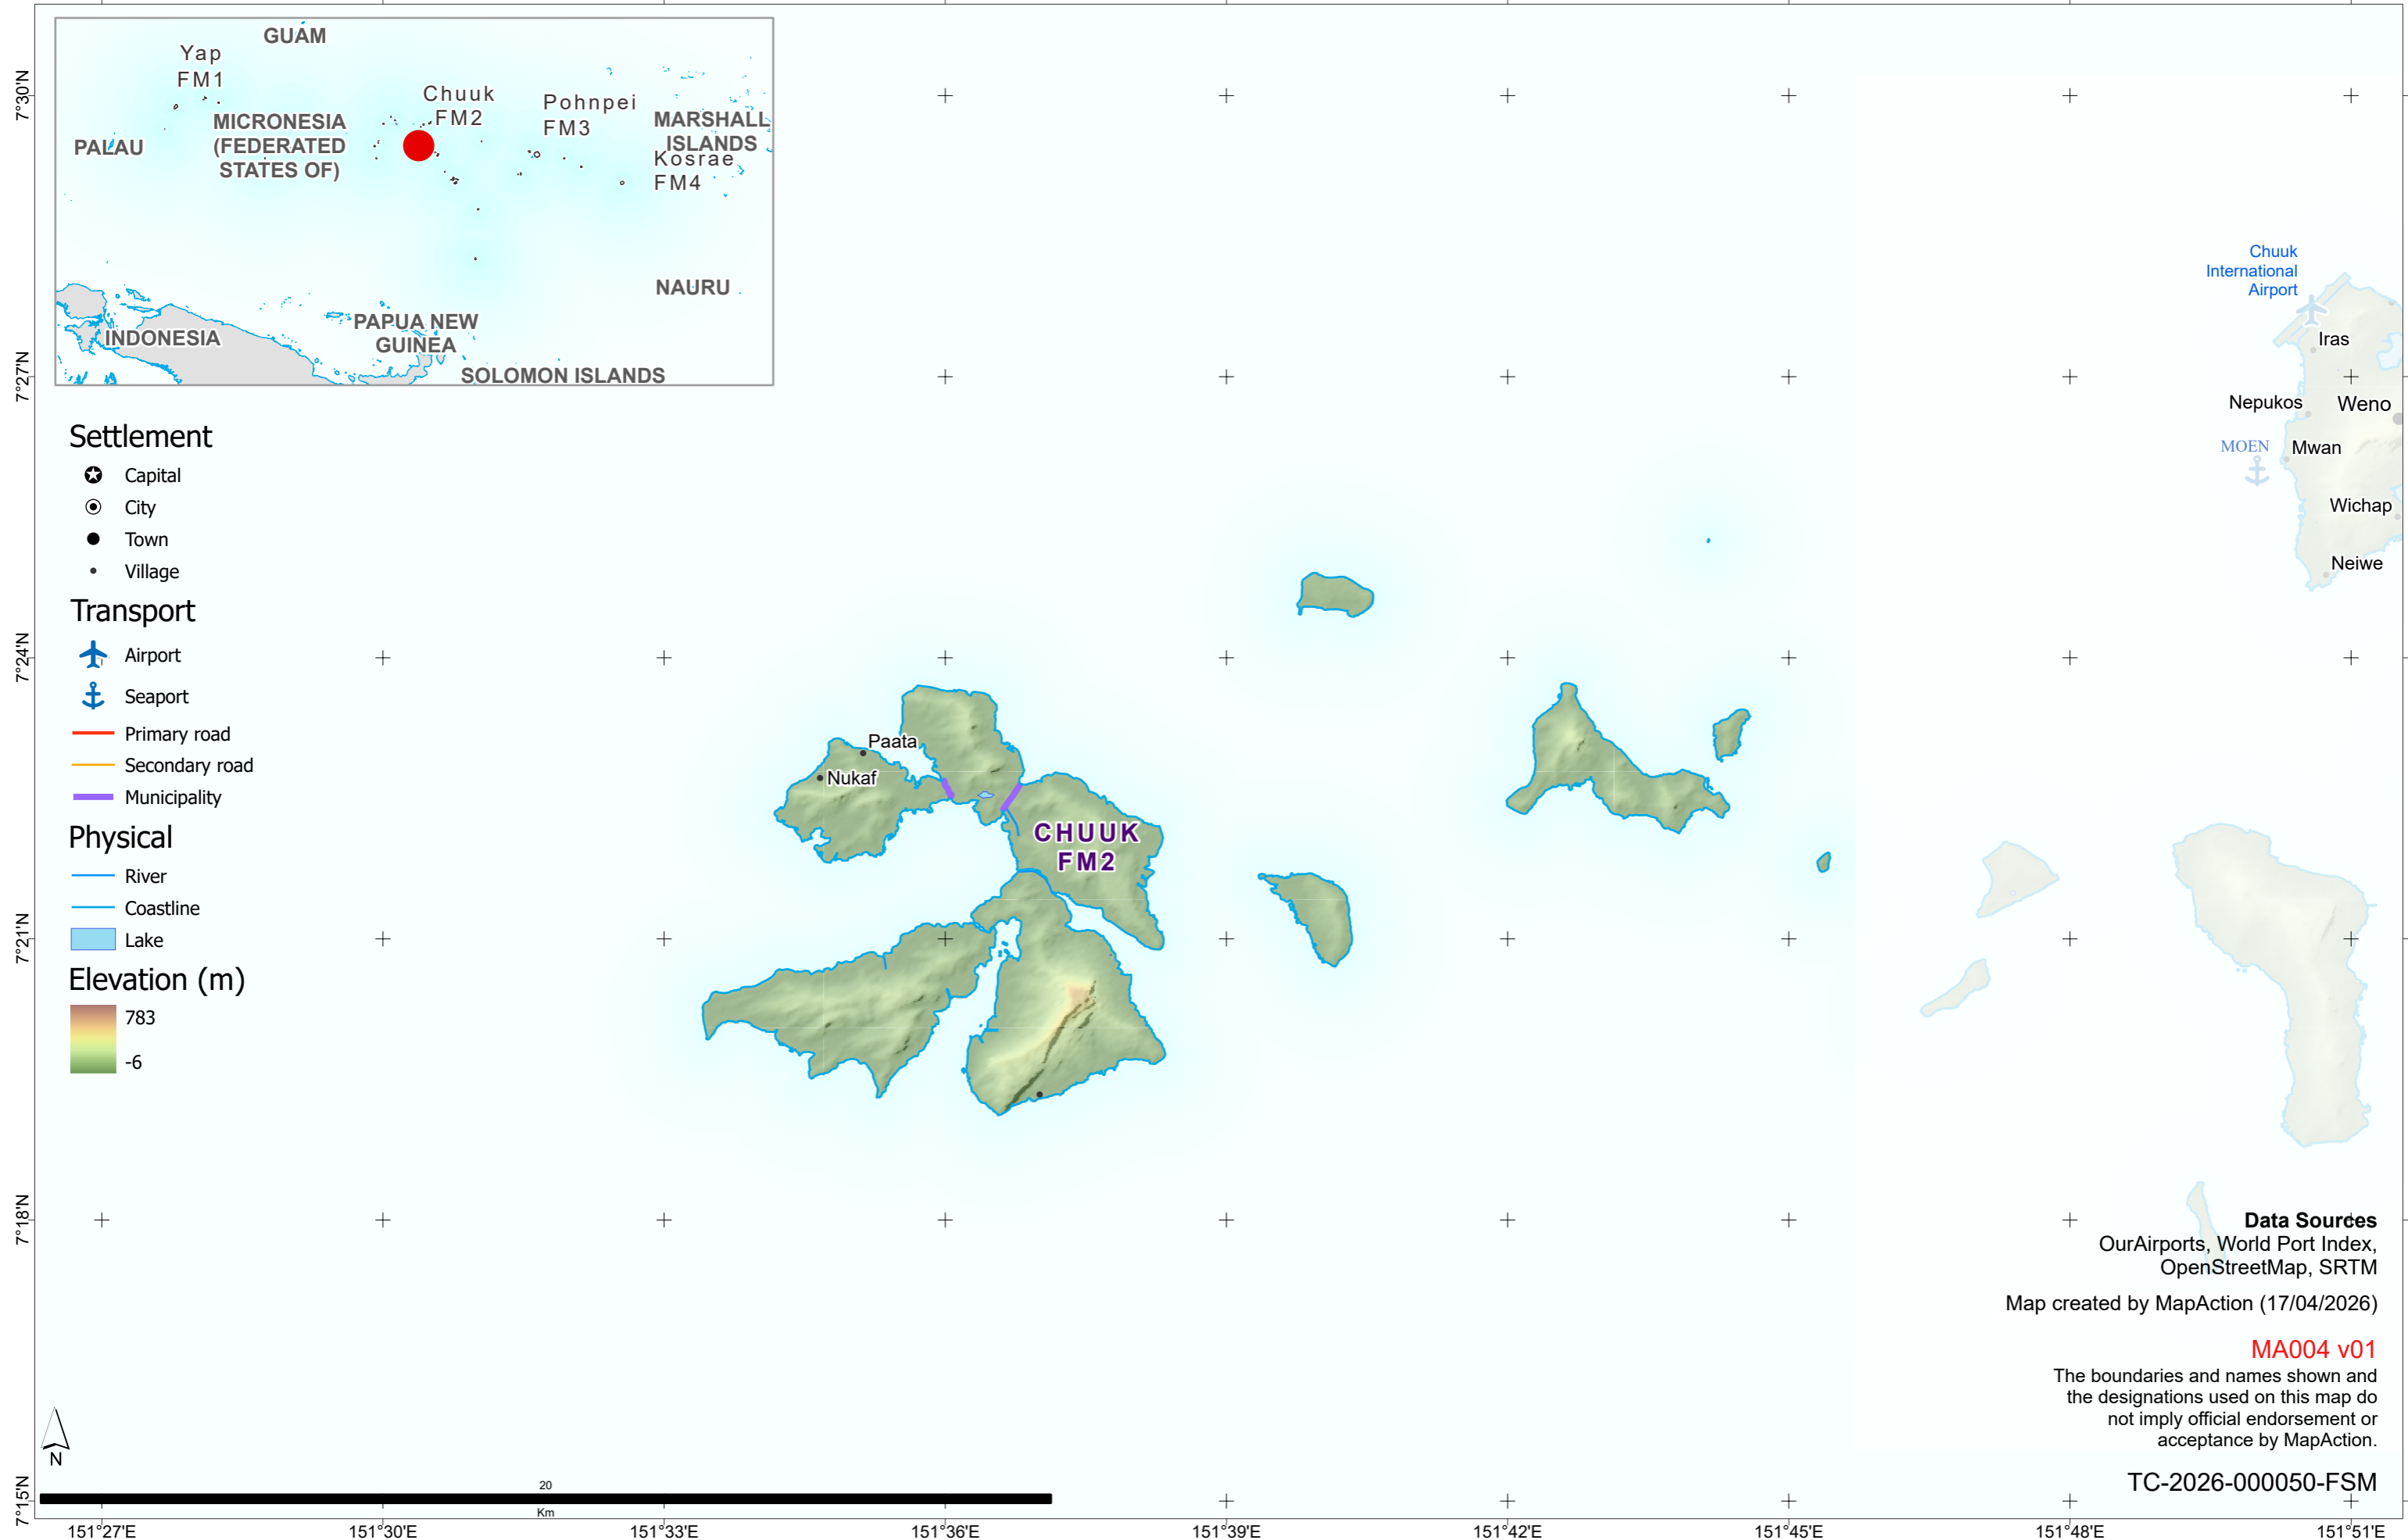 GUAM
Yap
FM1
Chuuk
FM2
Pohnpei
FM3
MICRONESIA
(FEDERATED
STATES OF)
MARSHALL
ISLANDS
PALAU
Kosrae
FM4
NAURU
PAPUA NEW
GUINEA
INDONESIA
SOLOMON ISLANDS
Settlement
Capital
City
Town
Village
Transport
Airport
Seaport
Primary road
Secondary road
Municipality
Physical
River
Coastline
Lake
Elevation (m)
783
-6
Chuuk
International
Airport
Iras
Nepukos
Weno
MOEN
Mwan
Wichap
Neiwe
Paata
Nukaf
CHUUK
FM2
7°30'N
7°27'N
7°24'N
7°21'N
7°18'N
7°15'N
Data Sources
OurAirports, World Port Index,
OpenStreetMap, SRTM
Map created by MapAction (17/04/2026)
MA004 v01
The boundaries and names shown and
the designations used on this map do
not imply official endorsement or
acceptance by MapAction.
TC-2026-000050-FSM
N
20
Km
151°27'E
151°30'E
151°33'E
151°36'E
151°39'E
151°42'E
151°45'E
151°48'E
151°51'E